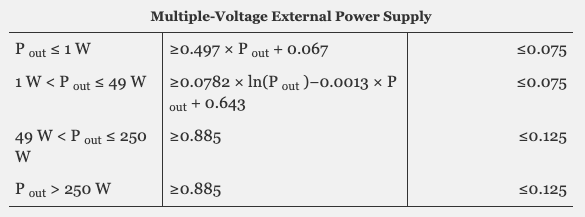 Multiple-Voltage External Power Supply
P out ≤ 1 W ≥0.497 × P out + 0.067 ≤0.075
1 W < P out ≤ 49 W ≥0.0782 × ln(P out )−0.0013 × P ≤0.075
out + 0.643
49 W < P out ≤ 250 ≥0.885 ≤0.125
W
P out > 250 W ≥0.885 ≤0.125